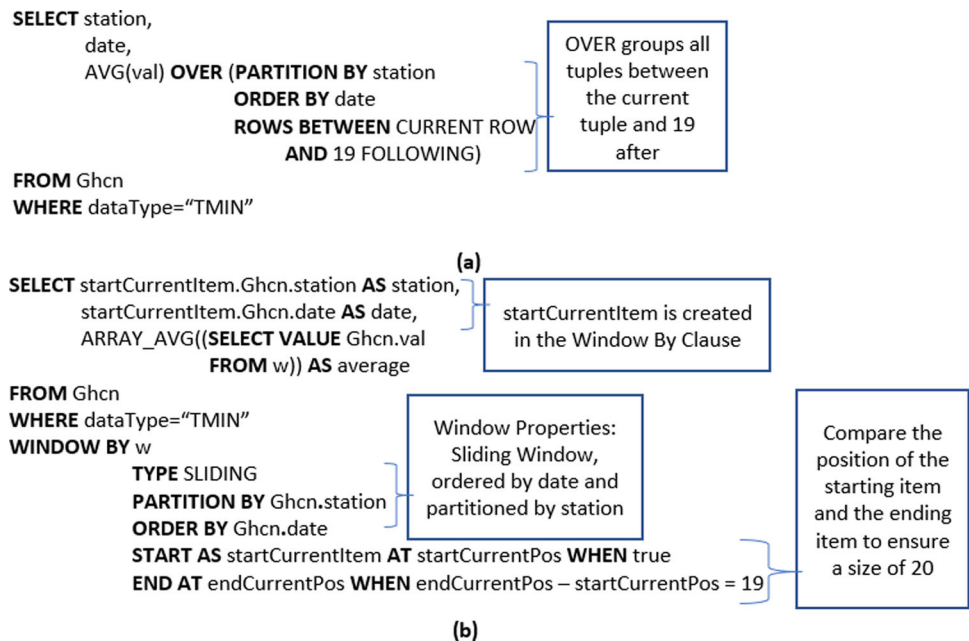 SELECT station,
date,
AVG(val) OVER (PARTITION BY station
ORDER BY date
ROWS BETWEEN CURRENT ROW
AND 19 FOLLOWING)
FROM Ghcn
WHERE dataType=“TMIN”
OVER groups all
tuples between
the current
tuple and 19
after
(a)
SELECT startCurrentItem.Ghcn.station AS station,
startCurrentItem.Ghcn.date AS date,
ARRAY_AVG((SELECT VALUE Ghcn.val
FROM w)) AS average
startCurrentItem is created
in the Window By Clause
FROM Ghcn
WHERE dataType=“TMIN”
WINDOW BY w
TYPE SLIDING
PARTITION BY Ghcn.station
ORDER BY Ghcn.date
START AS startCurrentItem AT startCurrentPos WHEN true
END AT endCurrentPos WHEN endCurrentPos – startCurrentPos = 19
Window Properties:
Sliding Window,
ordered by date and
partitioned by station
Compare the
position of the
starting item
and the ending
item to ensure
a size of 20
(b)